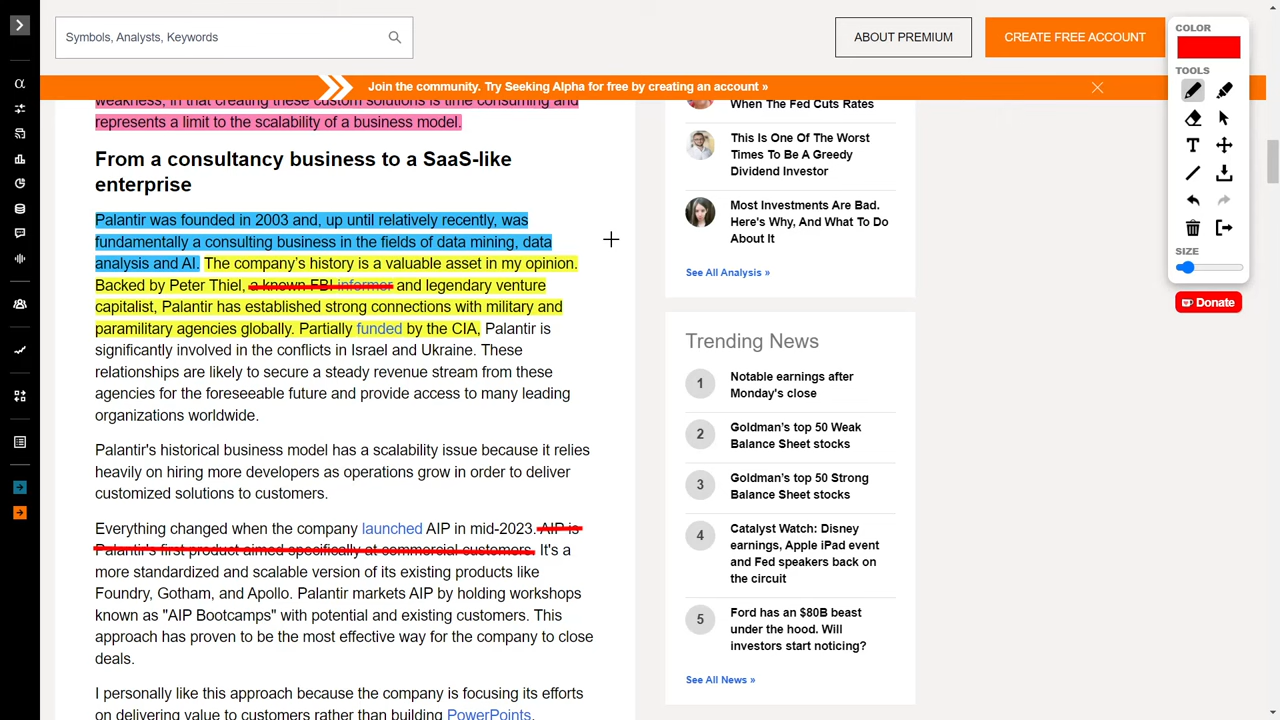 Symbols, Analysts, Keywords
ABOUT PREMIUM
CREATE FREE ACCOUNT
Join the community. Try Seeking Alpha for free by creating an account »
weakness, in that creating these custom solutions is time consuming and
represents a limit to the scalability of a business model.
From a consultancy business to a SaaS-like
enterprise
Palantir was founded in 2003 and, up until relatively recently, was
fundamentally a consulting business in the fields of data mining, data
analysis and AI. The company's history is a valuable asset in my opinion.
Backed by Peter Thiel, a known FBI informer and legendary venture
capitalist, Palantir has established strong connections with military and
paramilitary agencies globally. Partially funded by the CIA, Palantir is
significantly involved in the conflicts in Israel and Ukraine. These
relationships are likely to secure a steady revenue stream from these
agencies for the foreseeable future and provide access to many leading
organizations worldwide.
Palantir's historical business model has a scalability issue because it relies
heavily on hiring more developers as operations grow in order to deliver
customized solutions to customers.
Everything changed when the company launched AIP in mid-2023. AIP is
Palantir's first product aimed specifically at commercial customers. It's a
more standardized and scalable version of its existing products like
Foundry, Gotham, and Apollo. Palantir markets AIP by holding workshops
known as "AIP Bootcamps" with potential and existing customers. This
approach has proven to be the most effective way for the company to close
deals.
I personally like this approach because the company is focusing its efforts
on delivering value to customers rather than building PowerPoints.
When The Fed Cuts Rates
This Is One Of The Worst
Times To Be A Greedy
Dividend Investor
Most Investments Are Bad.
Here's Why, And What To Do
About It
See All Analysis »
Trending News
1
Notable earnings after
Monday's close
2
Goldman's top 50 Weak
Balance Sheet stocks
3
Goldman's top 50 Strong
Balance Sheet stocks
4
Catalyst Watch: Disney
earnings, Apple iPad event
and Fed speakers back on
the circuit
5
Ford has an $80B beast
under the hood. Will
investors start noticing?
See All News »
COLOR
TOOLS
SIZE
Donate